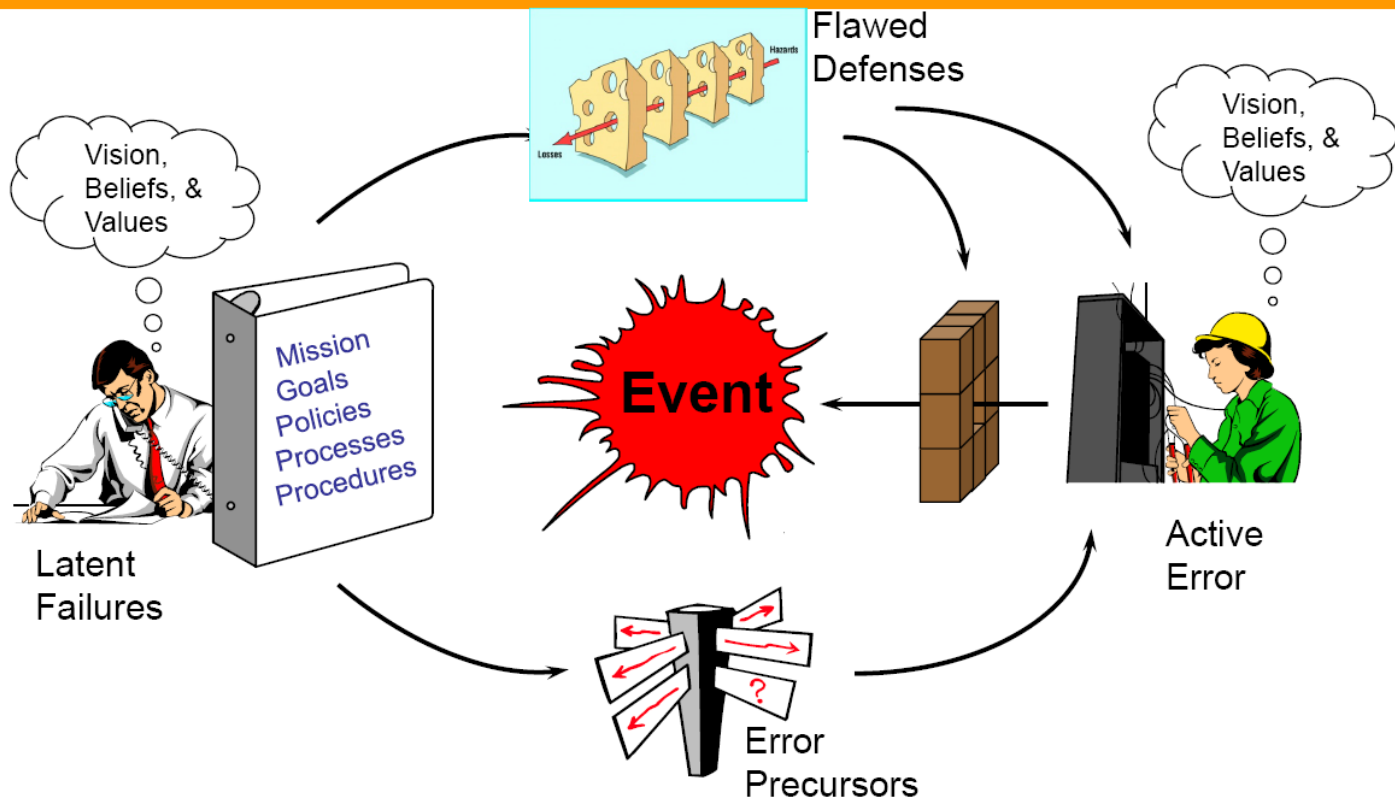 Flawed
Defenses
Hazards
Losses
Vision,
Beliefs, &
Values
Vision,
Beliefs, &
Values
Mission
Goals
Policies
Processes
Procedures
Event
Latent
Failures
Active
Error
?
Error
Precursors